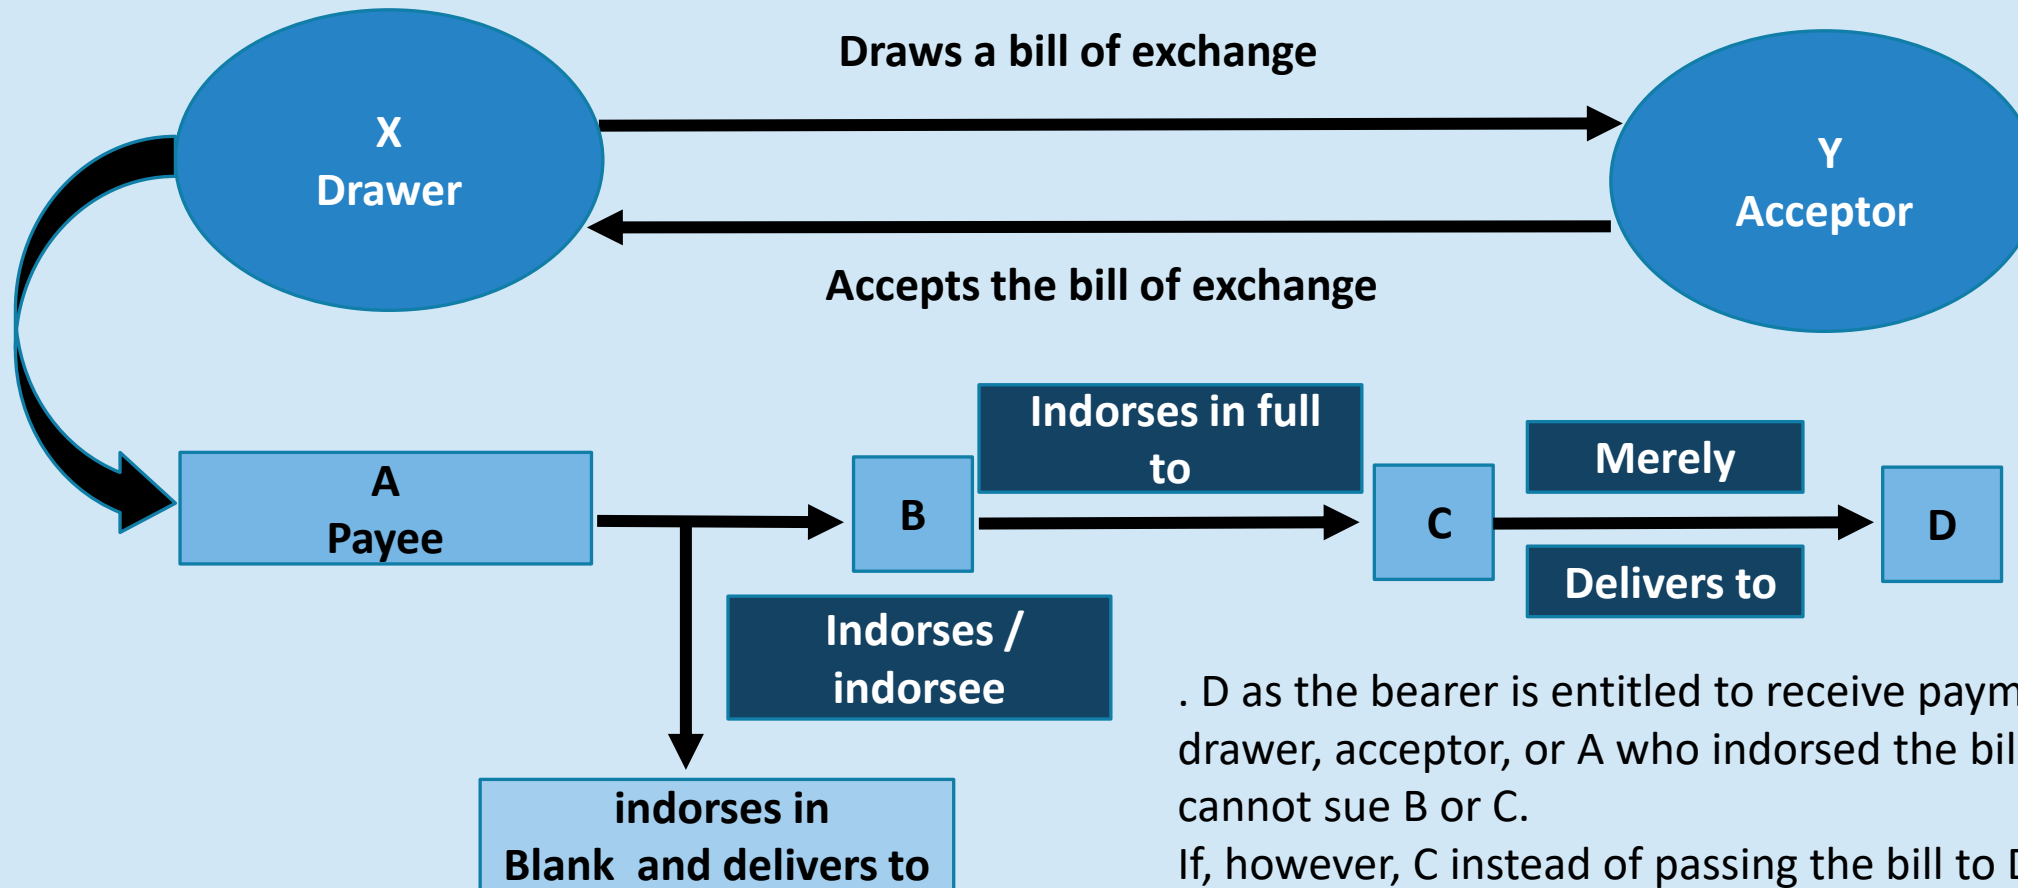 Draws a bill of exchange
X
Drawer
Y
Acceptor
Accepts the bill of exchange
Indorses in full
to
Merely
A
Payee
B
C
D
Delivers to
Indorses /
indorsee
. D as the bearer is entitled to receive
drawer, acceptor, or A who indorsed the
cannot sue B or C.
If, however, C instead of passing the bill to D
indorses in
Blank and delivers to